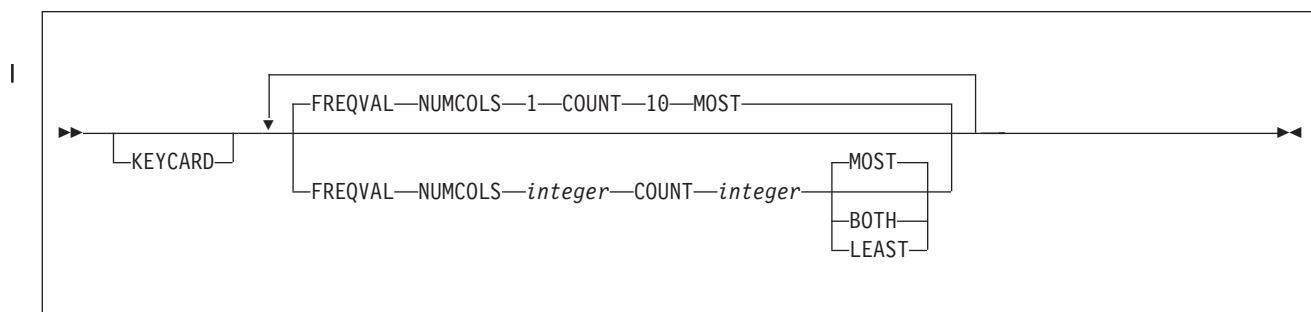 FREQVAL NUMCOLS 1 COUNT 10 MOST
KEYCARD
MOST
FREQVAL NUMCOLS integer COUNT integer
BOTH
LEAST